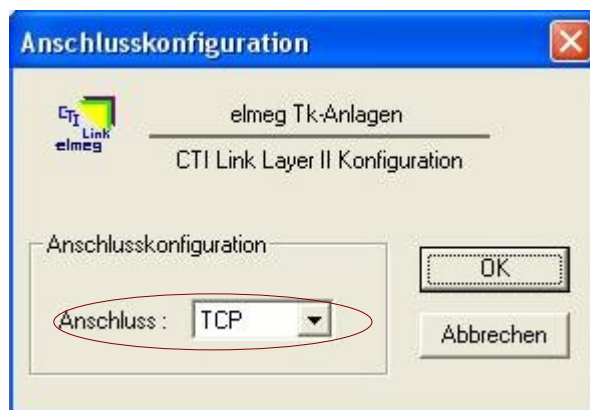 Anschlusskonfiguration
CTI
Link
elmeg
elmeg Tk-Anlagen
CTI Link Layer II Konfiguration
Anschlusskonfiguration
Anschluss :
TCP
OK
Abbrechen